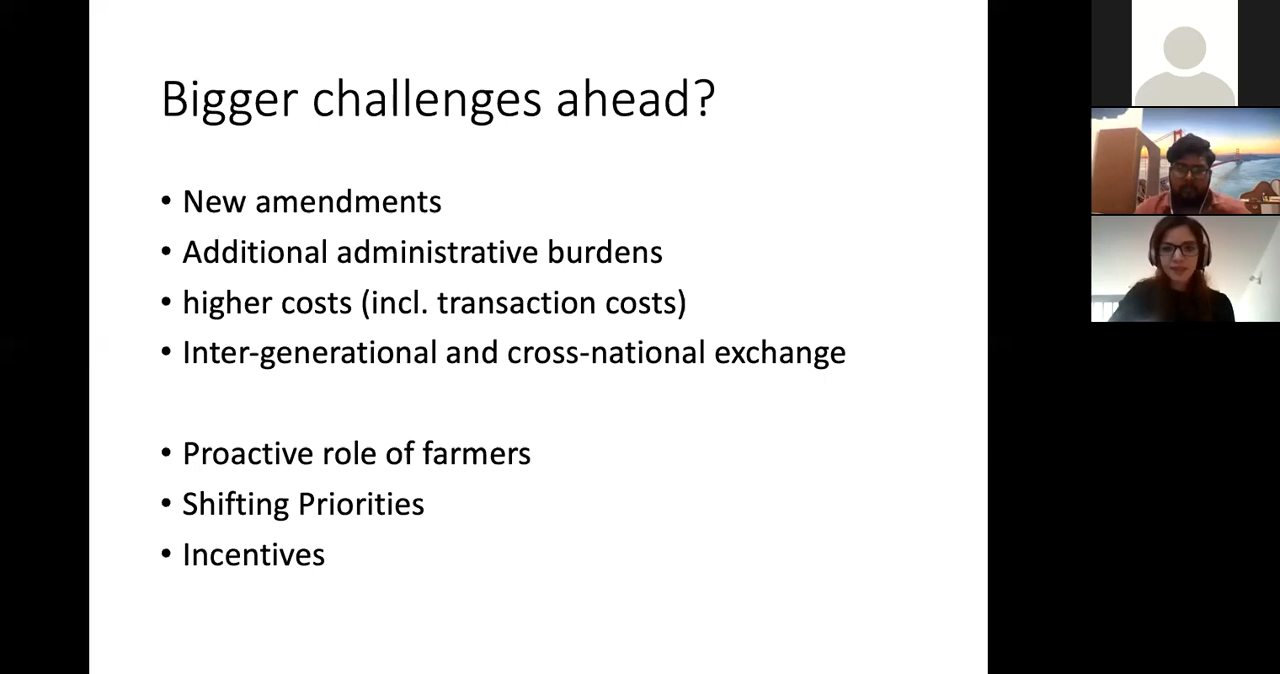 Bigger challenges ahead?
• New amendments
• Additional administrative burdens
• higher costs (incl. transaction costs)
• Inter-generational and cross-national exchange
• Proactive role of farmers
• Shifting Priorities
• Incentives